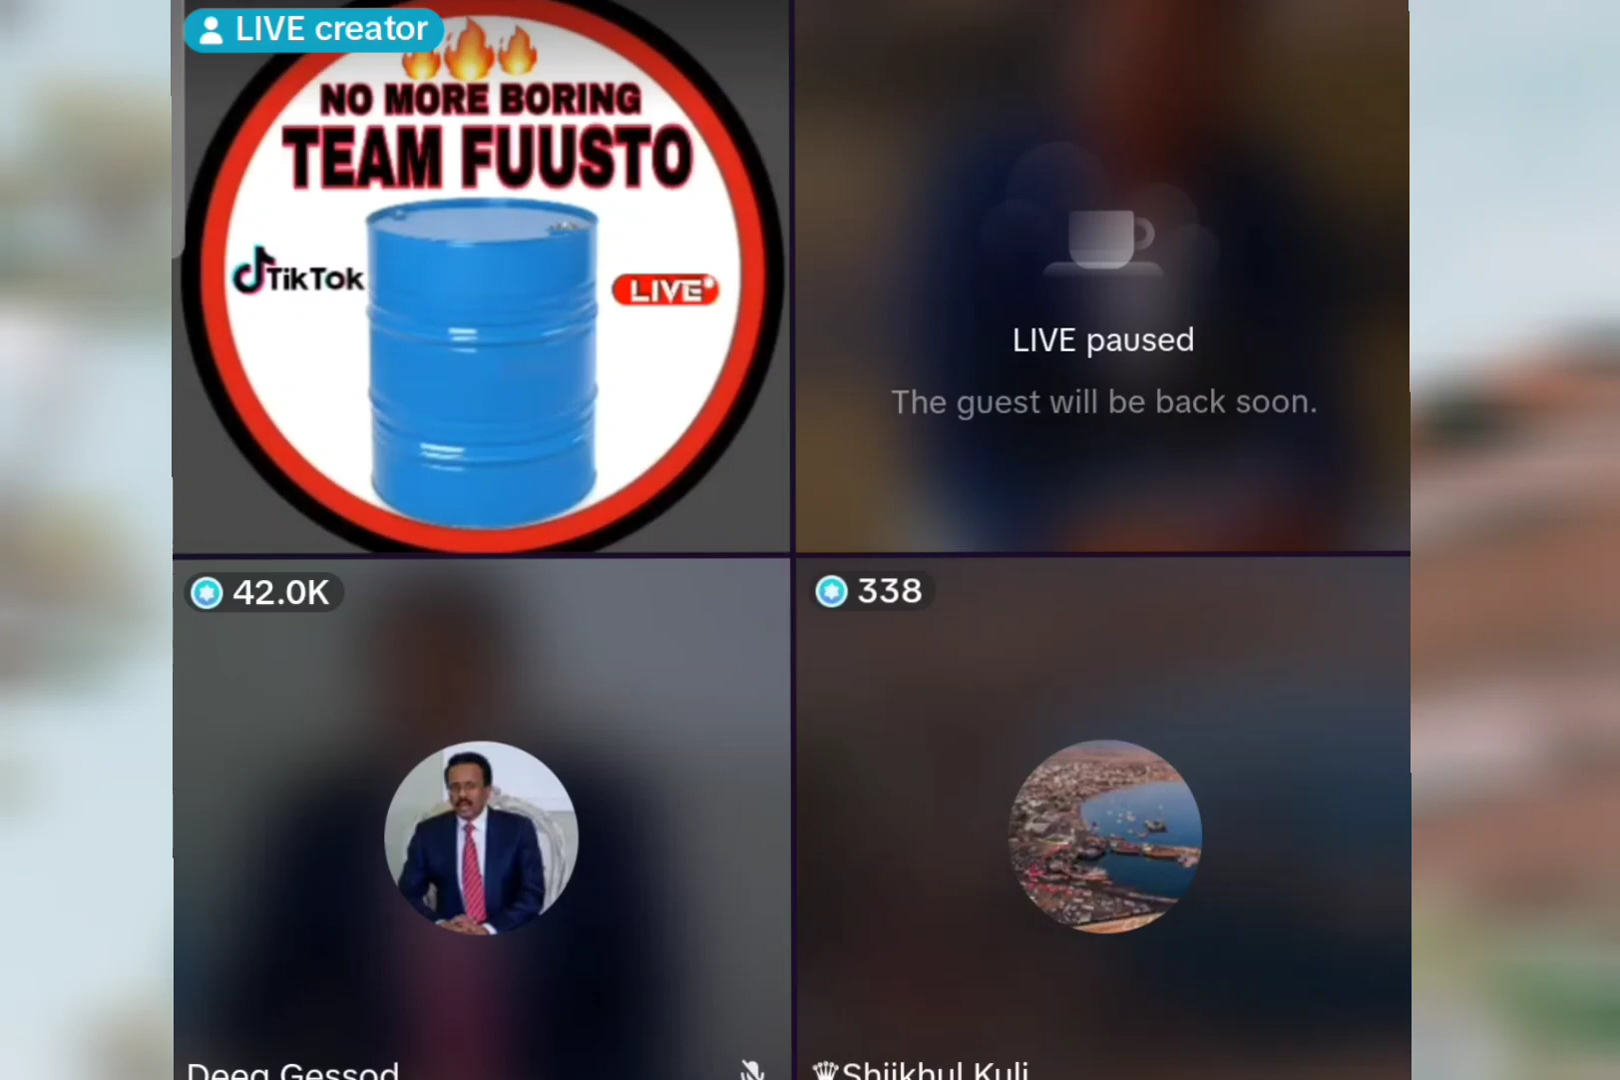 LIVE creator
NO MORE BORING
TEAM FUUSTO
TikTok
LIVE
LIVE paused
The guest will be back soon.
42.0K
338
Deeq Gessod
Shiikhul Kuli